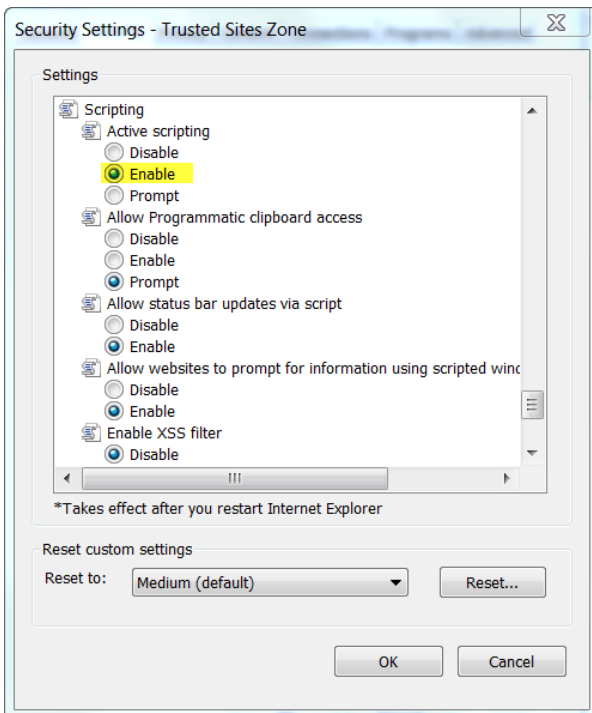 Security Settings - Trusted Sites Zone
Settings
Scripting
Active scripting
Disable
Enable
Prompt
Allow Programmatic clipboard access
Disable
Enable
Prompt
Allow status bar updates via script
Disable
Enable
Allow websites to prompt for information using scripted
Disable
Enable
Enable XSS filter
Disable
*Takes effect after you restart Internet Explorer
Reset custom settings
Reset to:
Medium (default)
Reset...
OK
Cancel